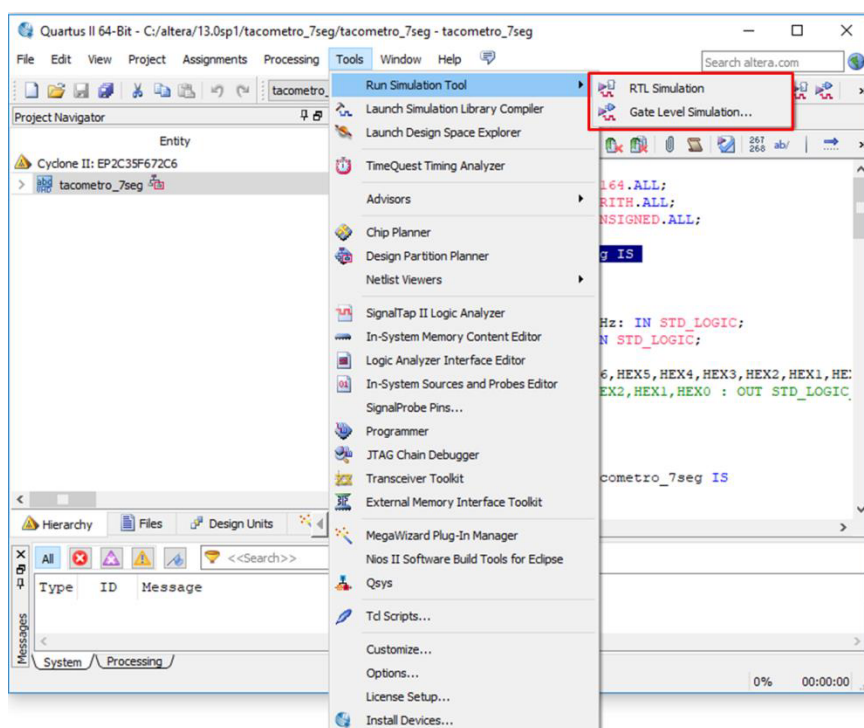 Quartus II 64-Bit - C:/altera/13.0sp1/tacometro_7seg/tacometro_7seg - tacometro_7seg
File Edit View Project Assignments Processing Tools Window Help
Search altera.com
tacometro_
Project Navigator
Entity
Cyclone II: EP2C35F672C6
tacometro_7seg
Hierarchy Files Design Units
Run Simulation Tool
Launch Simulation Library Compiler
Launch Design Space Explorer
TimeQuest Timing Analyzer
Advisors
Chip Planner
Design Partition Planner
Netlist Viewers
SignalTap II Logic Analyzer
In-System Memory Content Editor
Logic Analyzer Interface Editor
In-System Sources and Probes Editor
SignalProbe Pins...
Programmer
JTAG Chain Debugger
Transceiver Toolkit
External Memory Interface Toolkit
MegaWizard Plug-In Manager
Nios II Software Build Tools for Eclipse
Qsys
Tcl Scripts...
Customize...
Options...
License Setup...
Install Devices...
RTL Simulation
Gate Level Simulation...
267
268 ab/
164.ALL;
RITH.ALL;
NSIGNED.ALL;
g IS
Hz: IN STD_LOGIC;
N STD_LOGIC;
6,HEX5,HEX4,HEX3,HEX2,HEX1,HE
EX2,HEX1,HEX0 : OUT STD_LOGIC_
cometro_7seg IS
All <<Search>>
Type ID Message
Messages
System Processing
0% 00:00:00